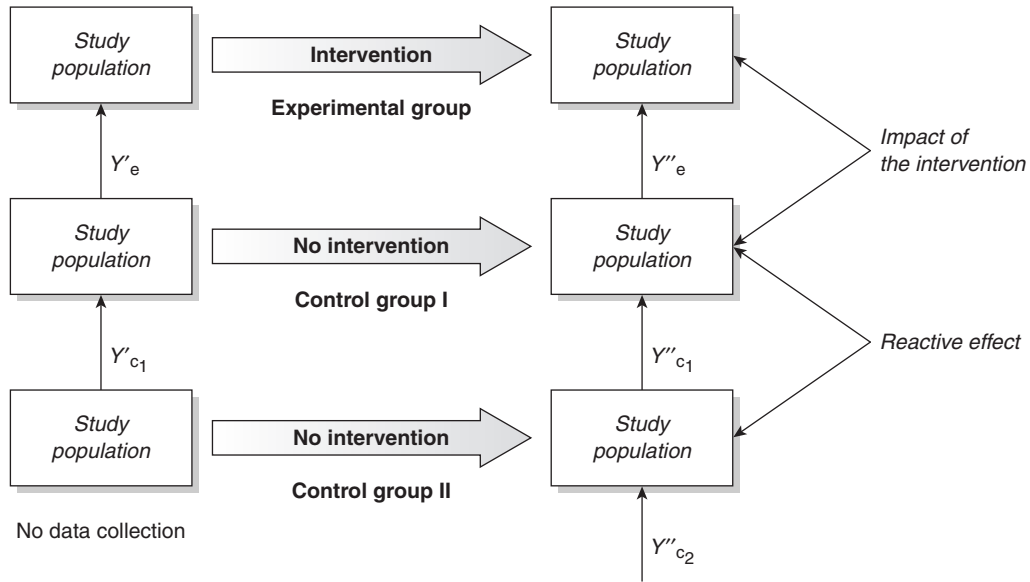 Study
population
Intervention
Study
population
Experimental group
Impact of
the intervention
Y′e
Y″e
Study
population
No intervention
Study
population
Control group I
Reactive effect
Y′c1
Y″c1
Study
population
No intervention
Study
population
Control group II
No data collection
Y″c2